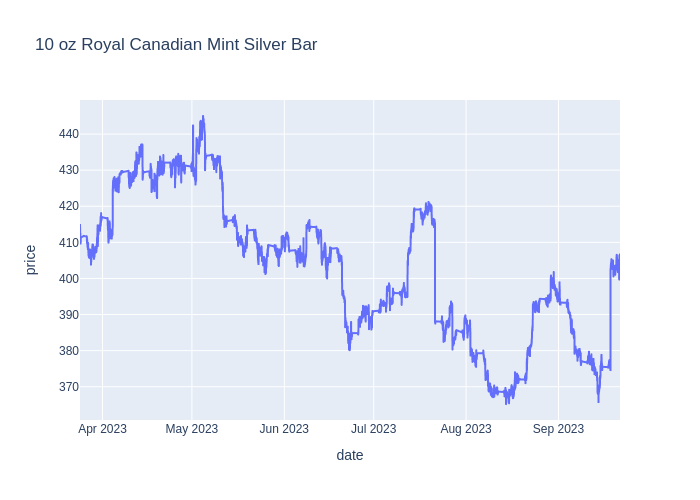 10 oz Royal Canadian Mint Silver Bar
440
430
420
410
400
390
380
370
price
Apr 2023 May 2023 Jun 2023 Jul 2023 Aug 2023 Sep 2023
date